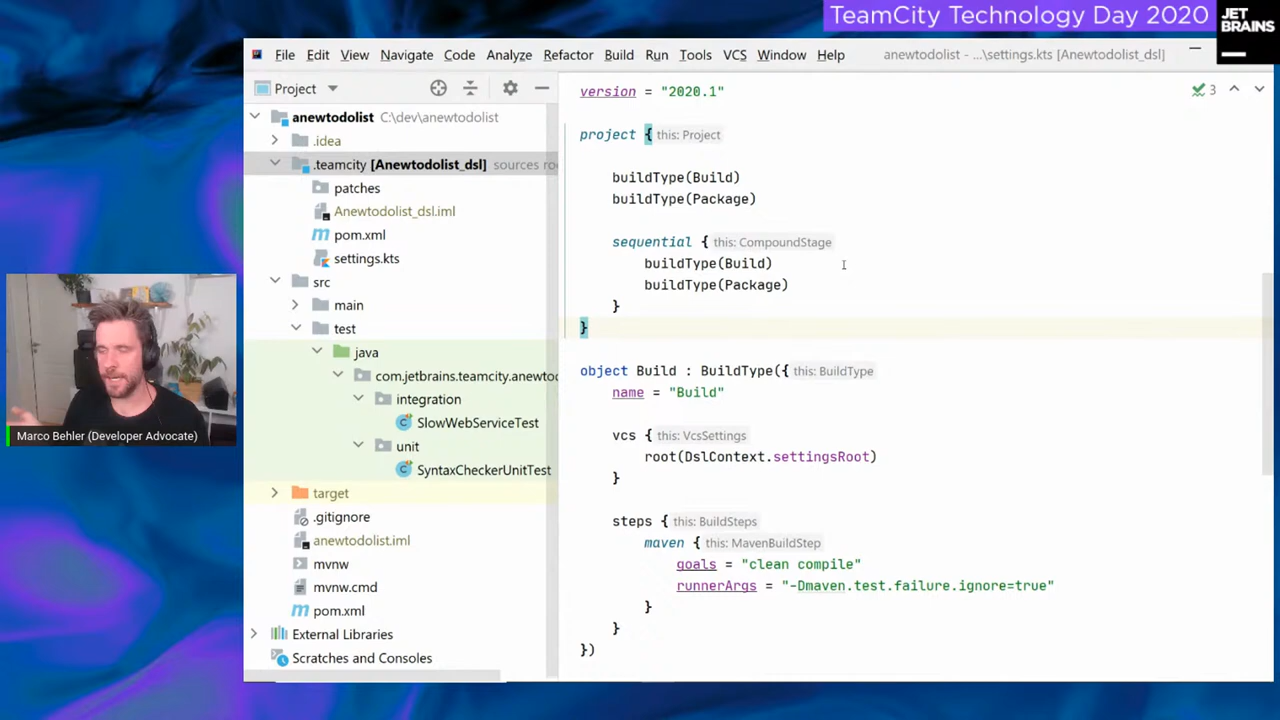 TeamCity Technology Day 2020
JET
BRAINS
File Edit View Navigate Code Analyze Refactor Build Run Tools VCS Window Help anewtodolist - ...\settings.kts [Anewtodolist_dsl]
Project
anewtodolist C:\dev\anewtodolist
.idea
.teamcity [Anewtodolist_dsl] sources roo
patches
Anewtodolist_dsl.iml
pom.xml
settings.kts
src
main
test
java
com.jetbrains.teamcity.anewto
integration
SlowWebServiceTest
unit
SyntaxCheckerUnitTest
target
.gitignore
anewtodolist.iml
mvnw
mvnw.cmd
pom.xml
External Libraries
Scratches and Consoles
version = "2020.1"
3
project { this: Project
buildType(Build)
buildType(Package)
sequential { this: CompoundStage
buildType(Build)
buildType(Package)
}
}
object Build : BuildType({ this: BuildType
name = "Build"
vcs { this: VcsSettings
root(DslContext.settingsRoot)
}
steps { this: BuildSteps
maven { this: MavenBuildStep
goals = "clean compile"
runnerArgs = "-Dmaven.test.failure.ignore=true"
}
}
})
Marco Behler (Developer Advocate)